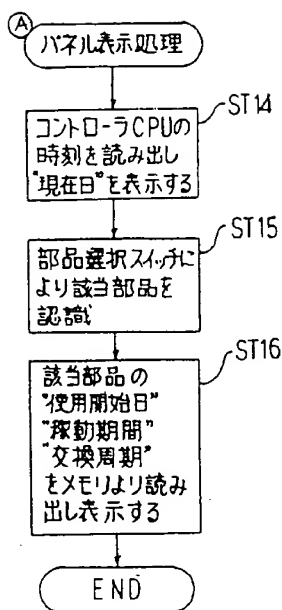 A
パネル表示処理
ST14
コントローラCPUの
時刻を読み出し
"現在日"を表示する
ST15
部品選択スイッチに
より該当部品を
認識
ST16
該当部品の
"使用開始日"
"稼動期間"
"交換周期"
をメモリより読み
出し表示する
END